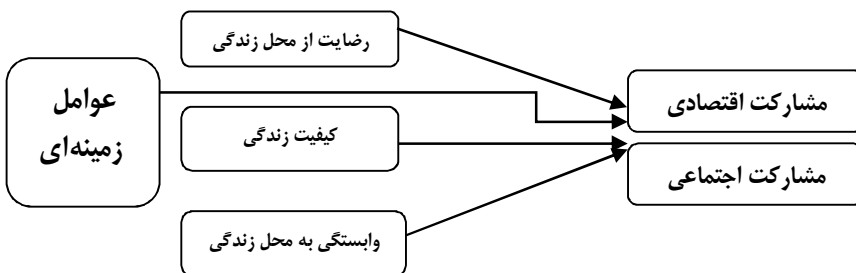 عوامل
زمینه‌ای
رضایت از محل زندگی
کیفیت زندگی
وابستگی به محل زندگی
مشارکت اقتصادی
مشارکت اجتماعی